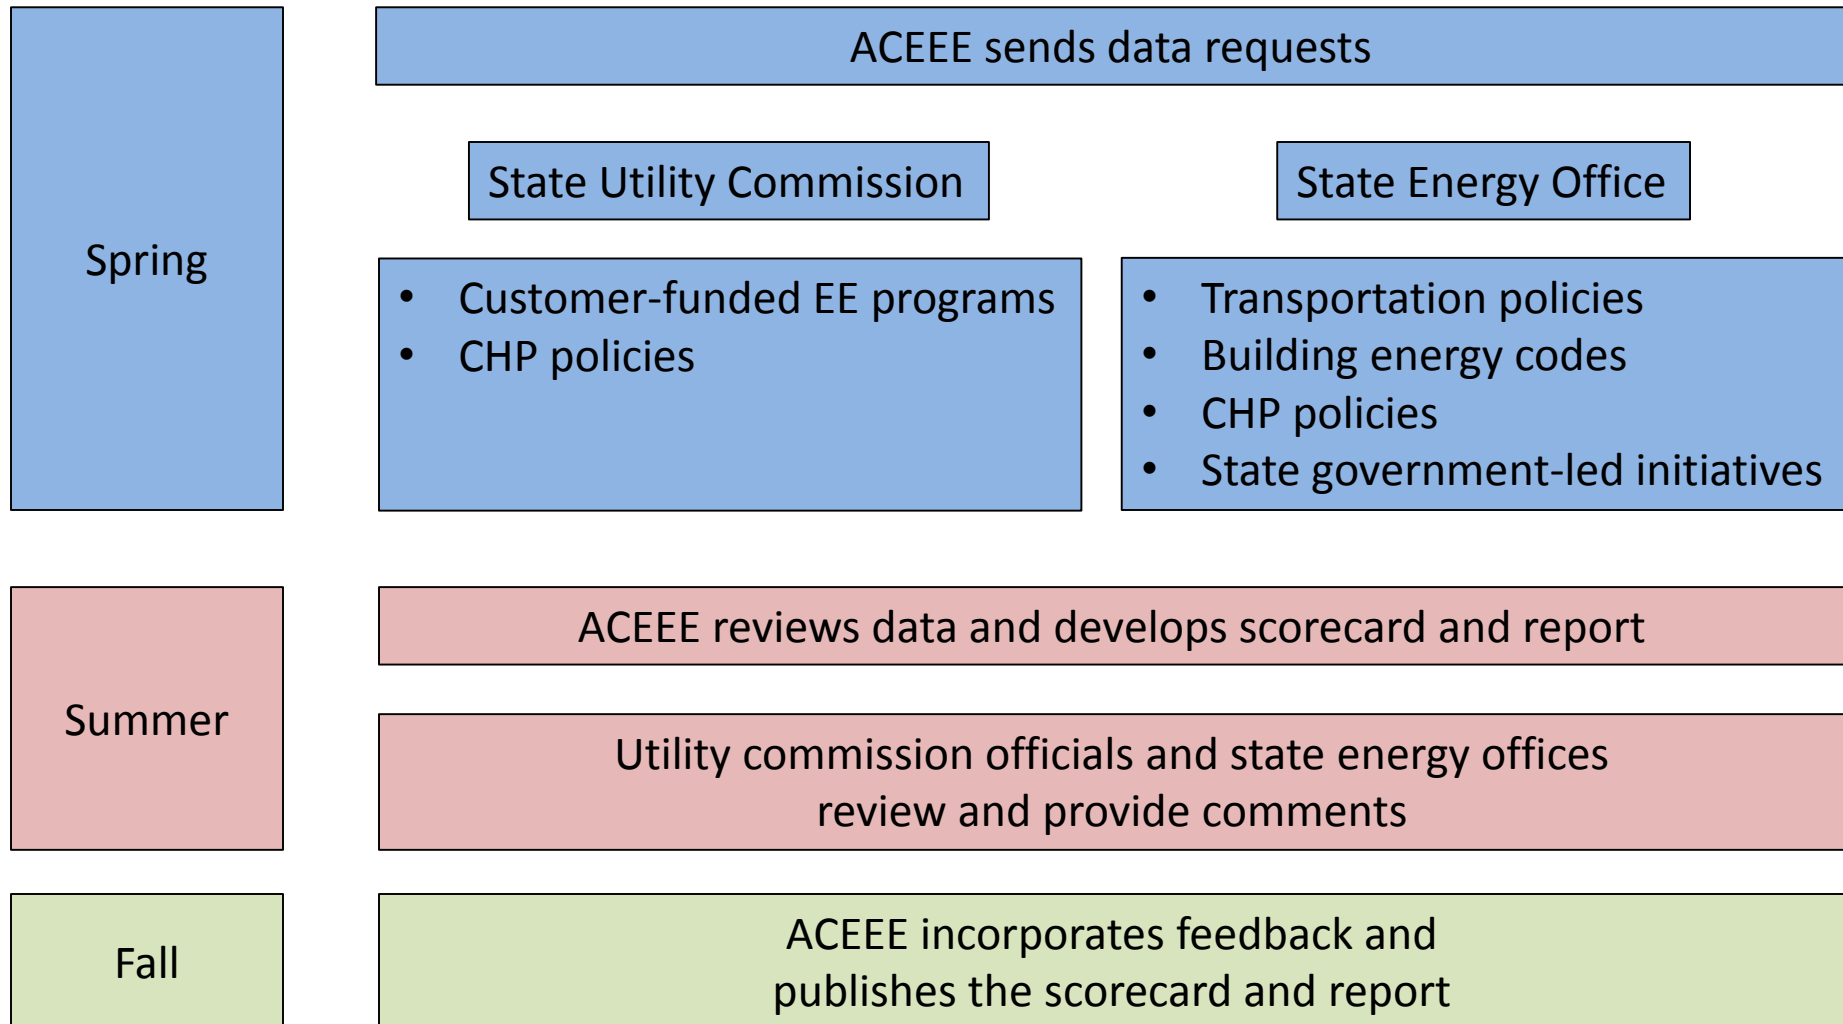 Spring
ACEEE sends data requests
State Utility Commission
State Energy Office
• Customer-funded EE programs
• CHP policies
• Transportation policies
• Building energy codes
• CHP policies
• State government-led initiatives
Summer
ACEEE reviews data and develops scorecard and report
Utility commission officials and state energy offices
review and provide comments
Fall
ACEEE incorporates feedback and
publishes the scorecard and report